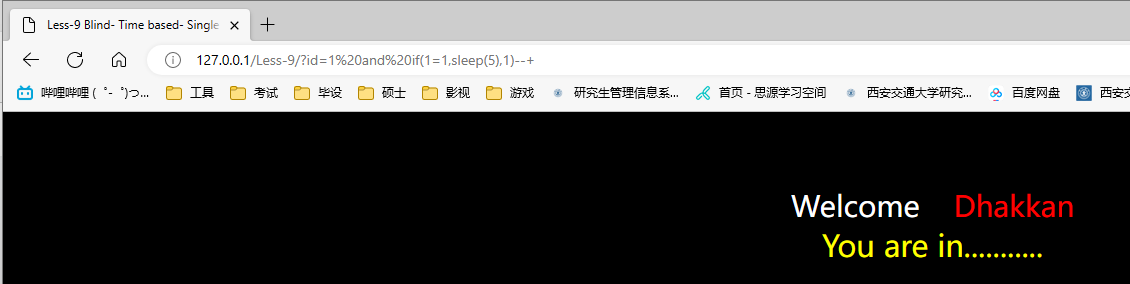 Less-9 Blind- Time based- Single
127.0.0.1/Less-9/?id=1%20and%20if(1=1,sleep(5),1)--+
哔哩哔哩 ( ゜- ゜)つ... 工具 考试 毕设 硕士 影视 游戏 研究生管理信息系... 首页 - 思源学习空间 西安交通大学研究... 百度网盘 西安交
Welcome Dhakkan
You are in...........